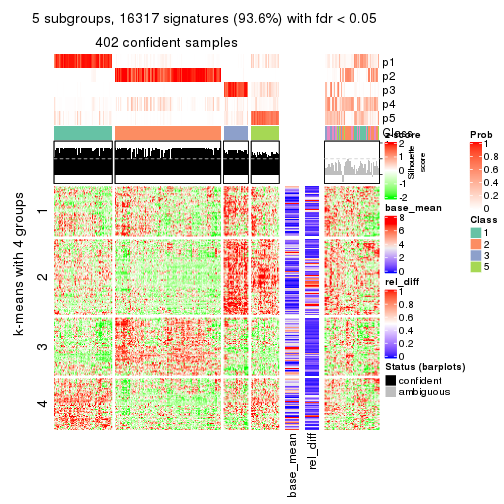 5 subgroups, 16317 signatures (93.6%) with fdr < 0.05
402 confident samples
p1
p2
p3
p4
p5
Class
z-score
2
1
0
-1
-2
Silhouette
score
Prob
1
0.8
0.6
0.4
0.2
0
base_mean
8
6
4
2
0
Class
1
2
3
5
rel_diff
1
0.8
0.6
0.4
0.2
0
Status (barplots)
confident
ambiguous
k-means with 4 groups
1
2
3
4
base_mean
rel_diff